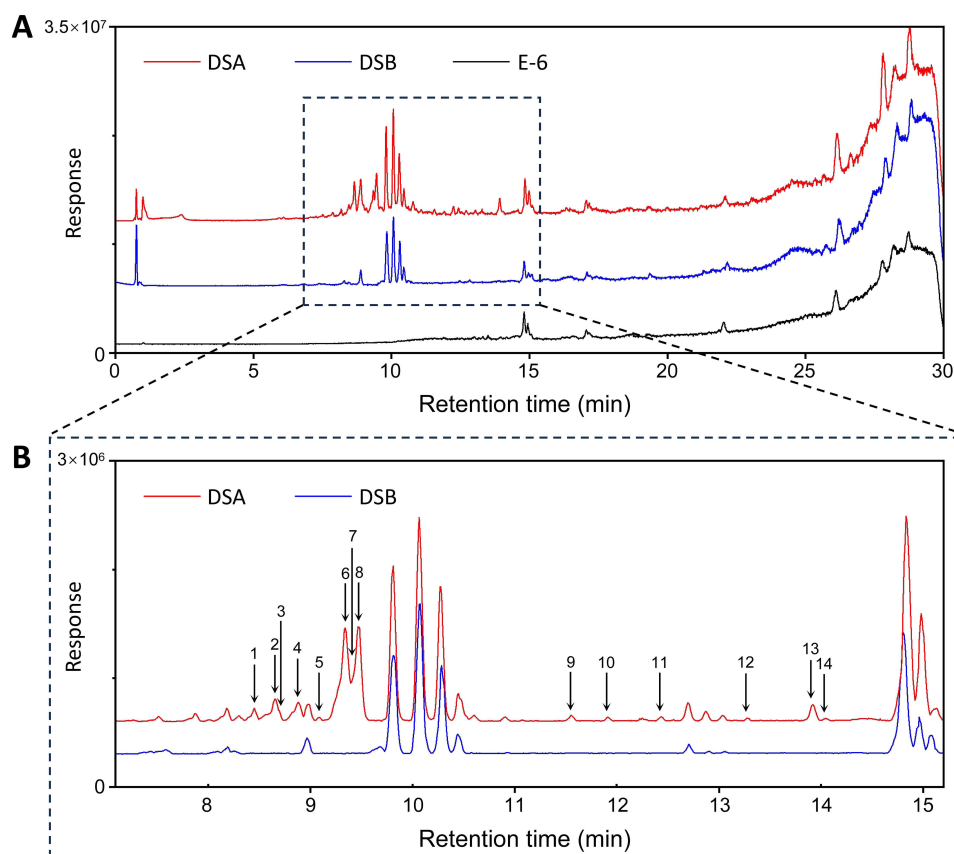 A
3.5×10⁷
DSA DSB E-6
Response
0
0 5 10 15 20 25 30
Retention time (min)
B
3×10⁶
DSA DSB
7
6 8
3
1 2 4 5
9 10 11 12 13 14
Response
0
8 9 10 11 12 13 14 15
Retention time (min)